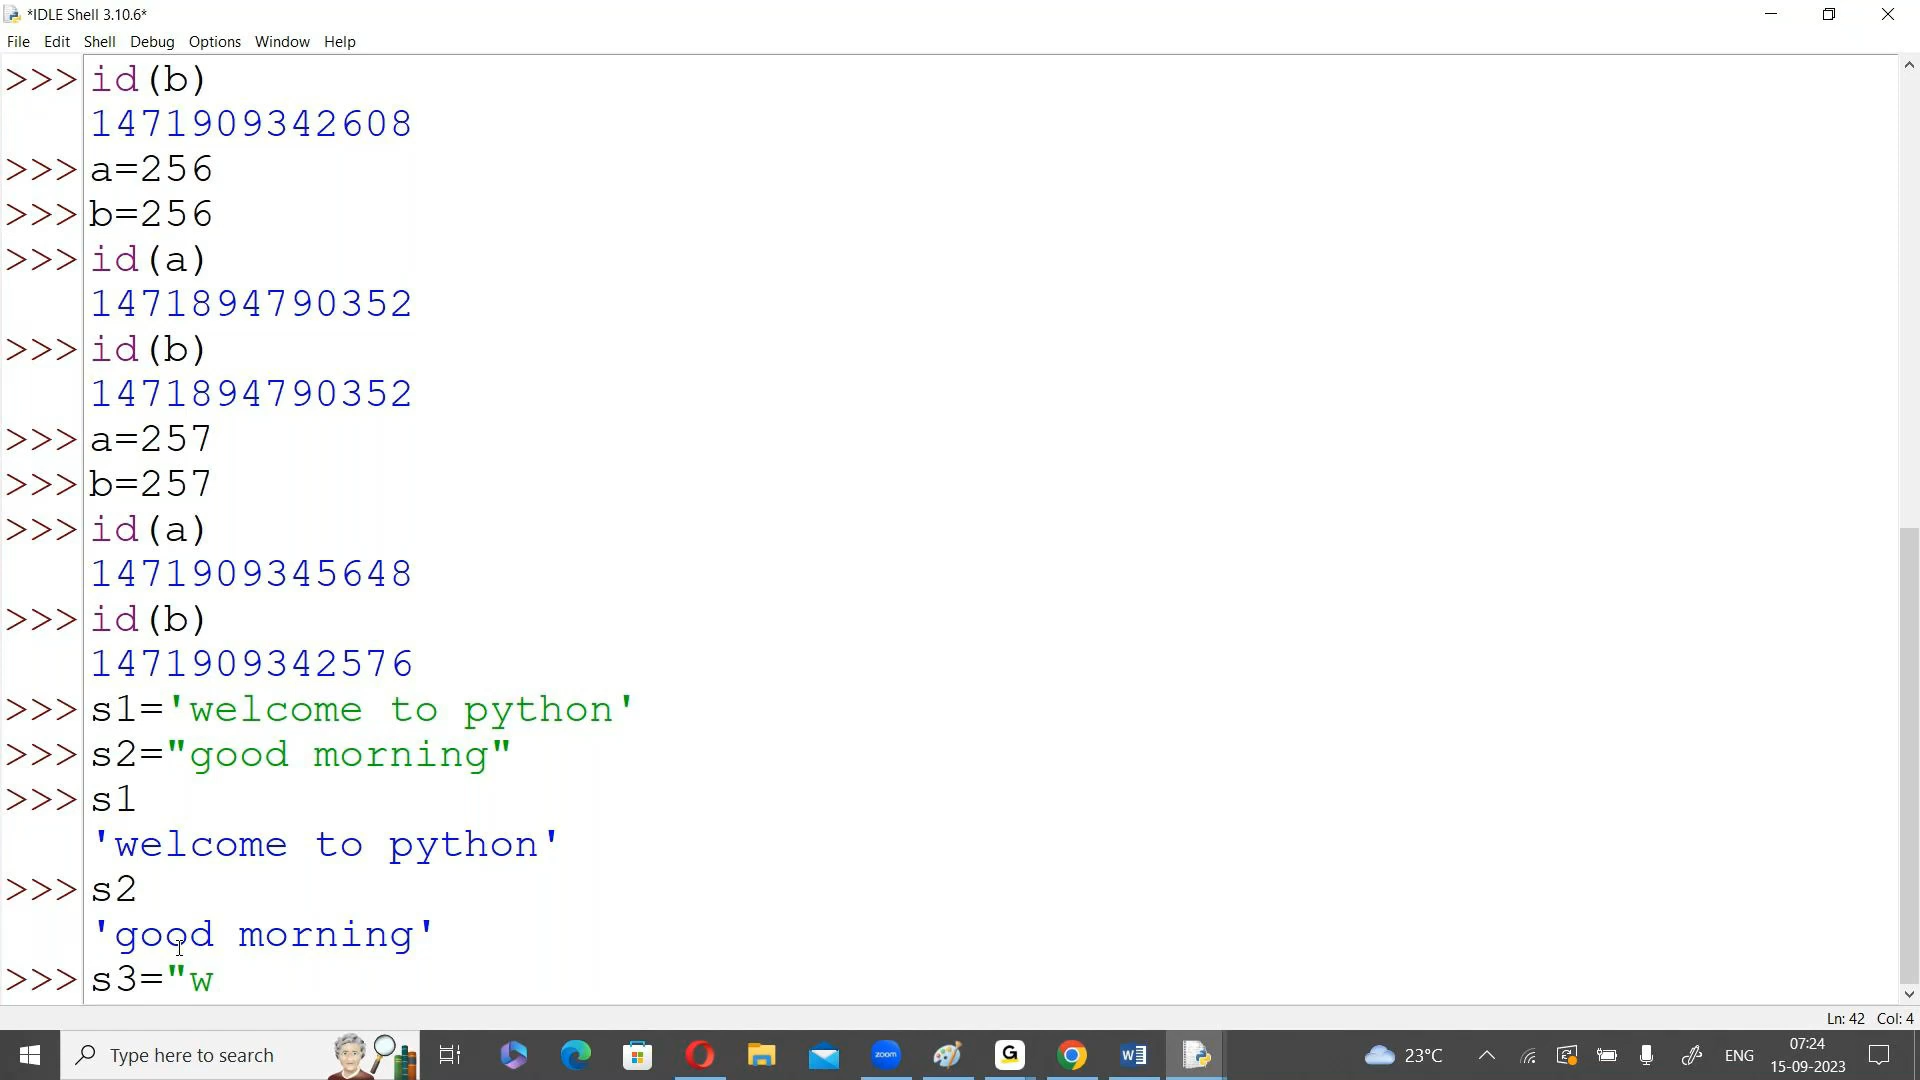 *IDLE Shell 3.10.6*
File Edit Shell Debug Options Window Help
>>> id(b)
1471909342608
>>> a=256
>>> b=256
>>> id(a)
1471894790352
>>> id(b)
1471894790352
>>> a=257
>>> b=257
>>> id(a)
1471909345648
>>> id(b)
1471909342576
>>> s1='welcome to python'
>>> s2="good morning"
>>> s1
'welcome to python'
>>> s2
'good morning'
>>> s3="w
Ln: 42 Col: 4
Type here to search
zoom
G
W
23°C
ENG
07:24
15-09-2023